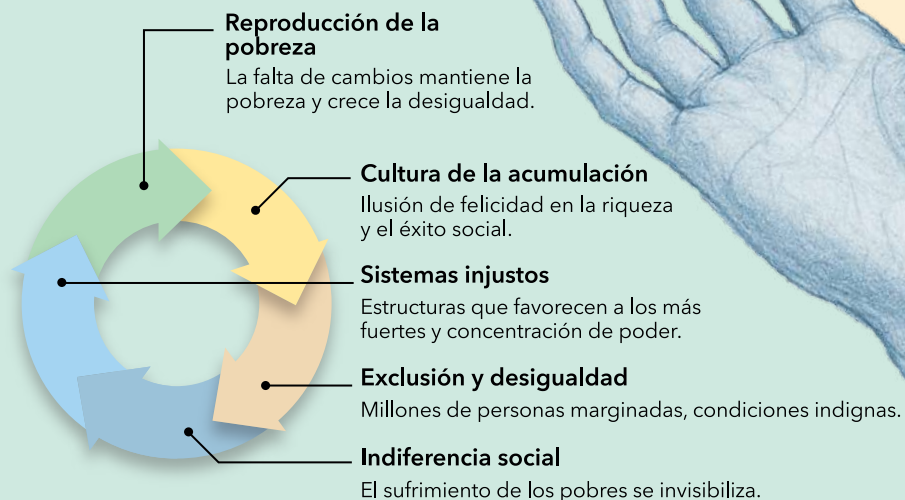 Reproducción de la
pobreza
La falta de cambios mantiene la
pobreza y crece la desigualdad.
Cultura de la acumulación
Ilusión de felicidad en la riqueza
y el éxito social.
Sistemas injustos
Estructuras que favorecen a los más
fuertes y concentración de poder.
Exclusión y desigualdad
Millones de personas marginadas, condiciones indignas.
Indiferencia social
El sufrimiento de los pobres se invisibiliza.